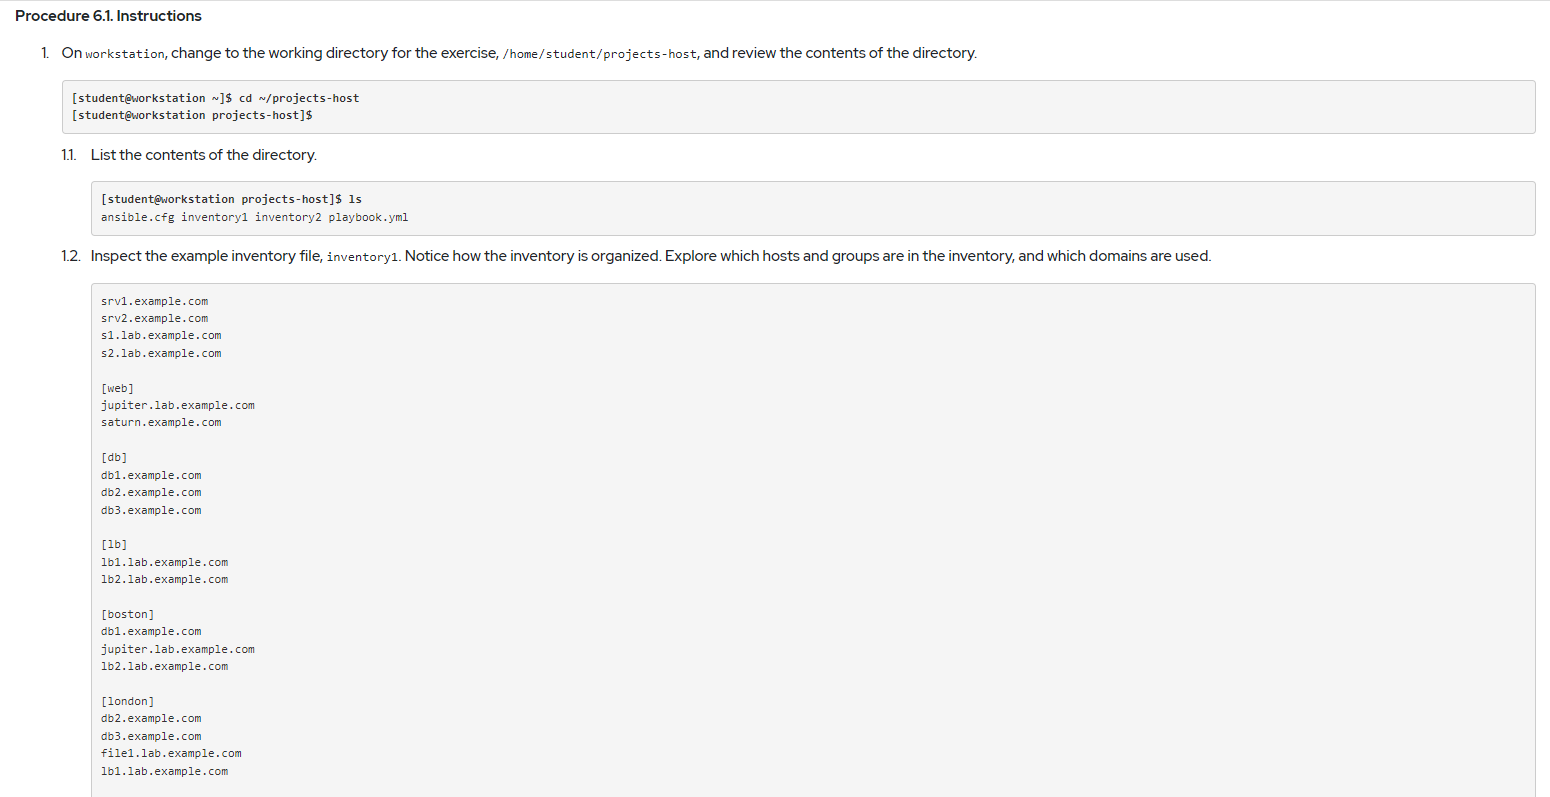 Procedure 6.1. Instructions
1. On workstation, change to the working directory for the exercise, /home/student/projects-host, and review the contents of the directory.
[student@workstation ~]$ cd ~/projects-host
[student@workstation projects-host]$
1.1. List the contents of the directory.
[student@workstation projects-host]$ ls
ansible.cfg inventory1 inventory2 playbook.yml
1.2. Inspect the example inventory file, inventory1. Notice how the inventory is organized. Explore which hosts and groups are in the inventory, and which domains are used.
srv1.example.com
srv2.example.com
s1.lab.example.com
s2.lab.example.com
[web]
jupiter.lab.example.com
saturn.example.com
[db]
db1.example.com
db2.example.com
db3.example.com
[lb]
lb1.lab.example.com
lb2.lab.example.com
[boston]
db1.example.com
jupiter.lab.example.com
lb2.lab.example.com
[london]
db2.example.com
db3.example.com
file1.lab.example.com
lb1.lab.example.com